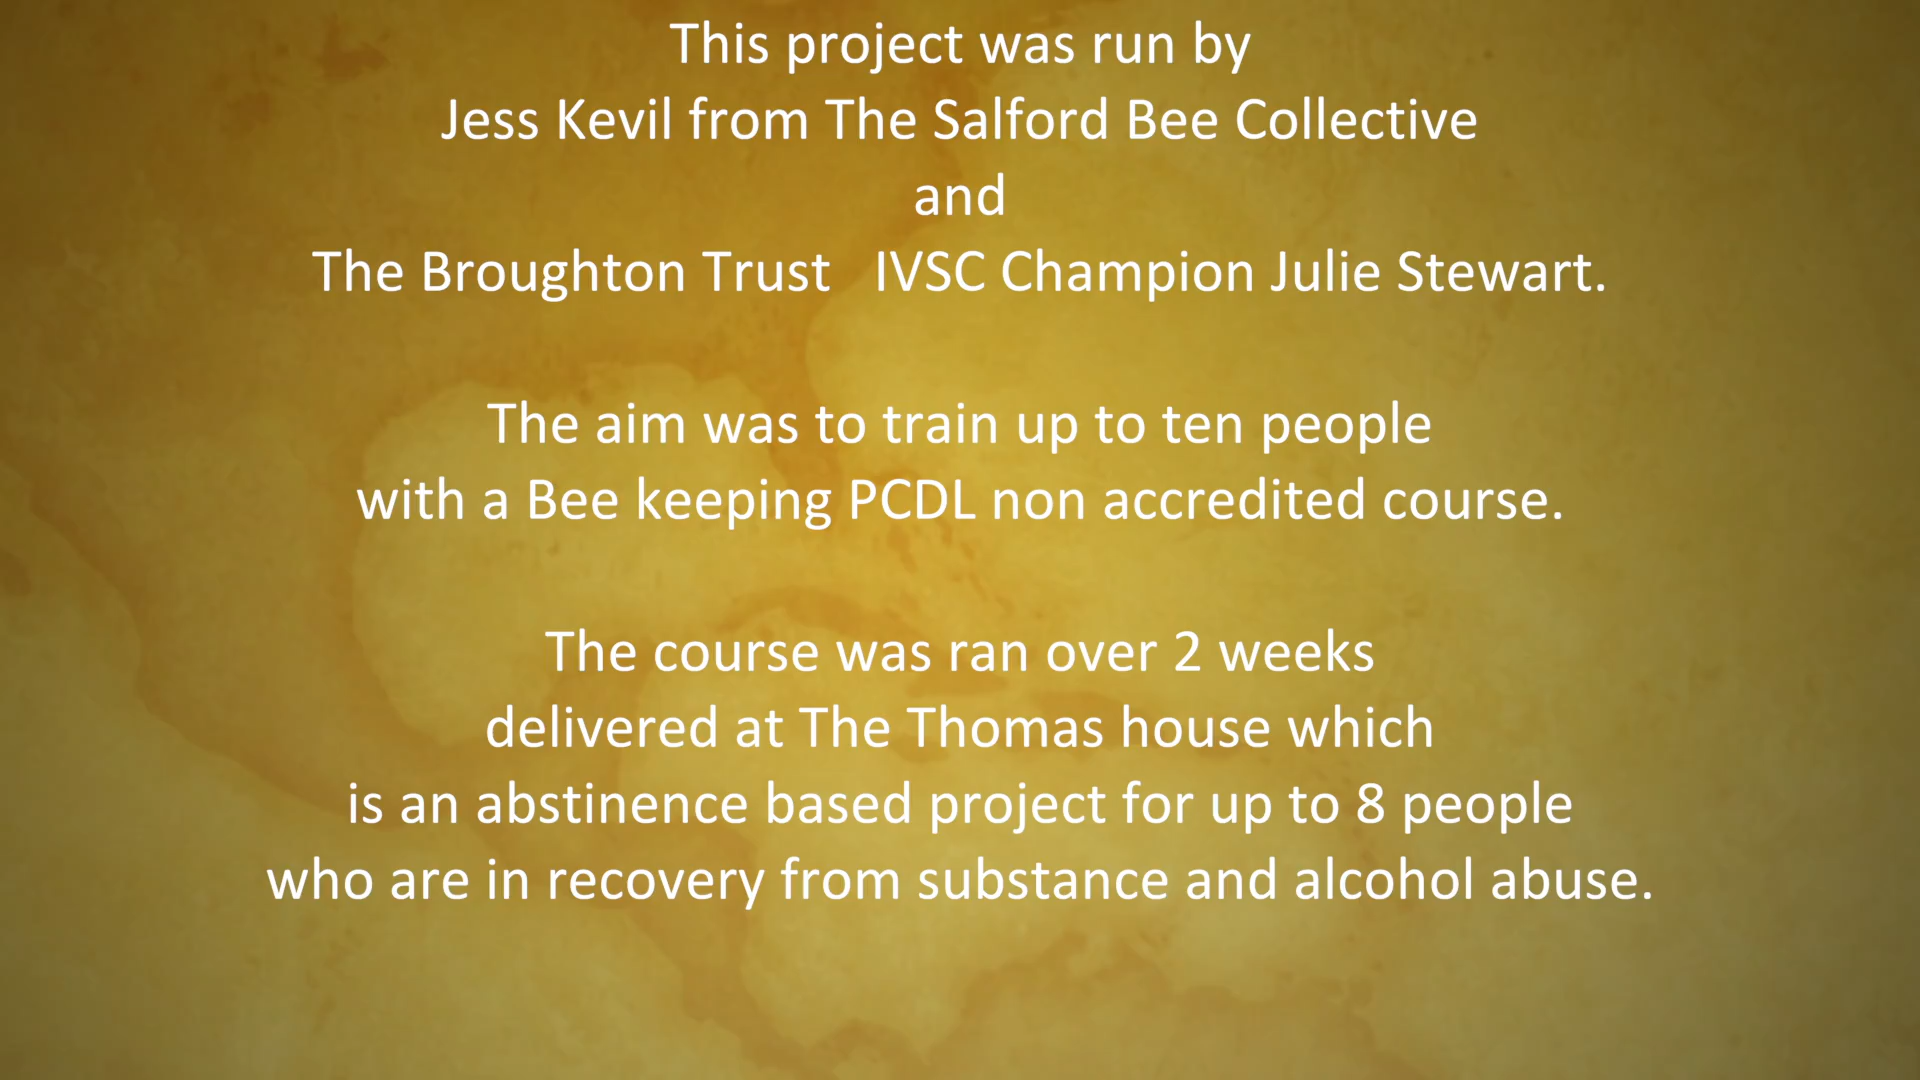 This project was run by
Jess Kevil from The Salford Bee Collective
and
The Broughton Trust   IVSC Champion Julie Stewart.
The aim was to train up to ten people
with a Bee keeping PCDL non accredited course.
The course was ran over 2 weeks
delivered at The Thomas house which
is an abstinence based project for up to 8 people
who are in recovery from substance and alcohol abuse.